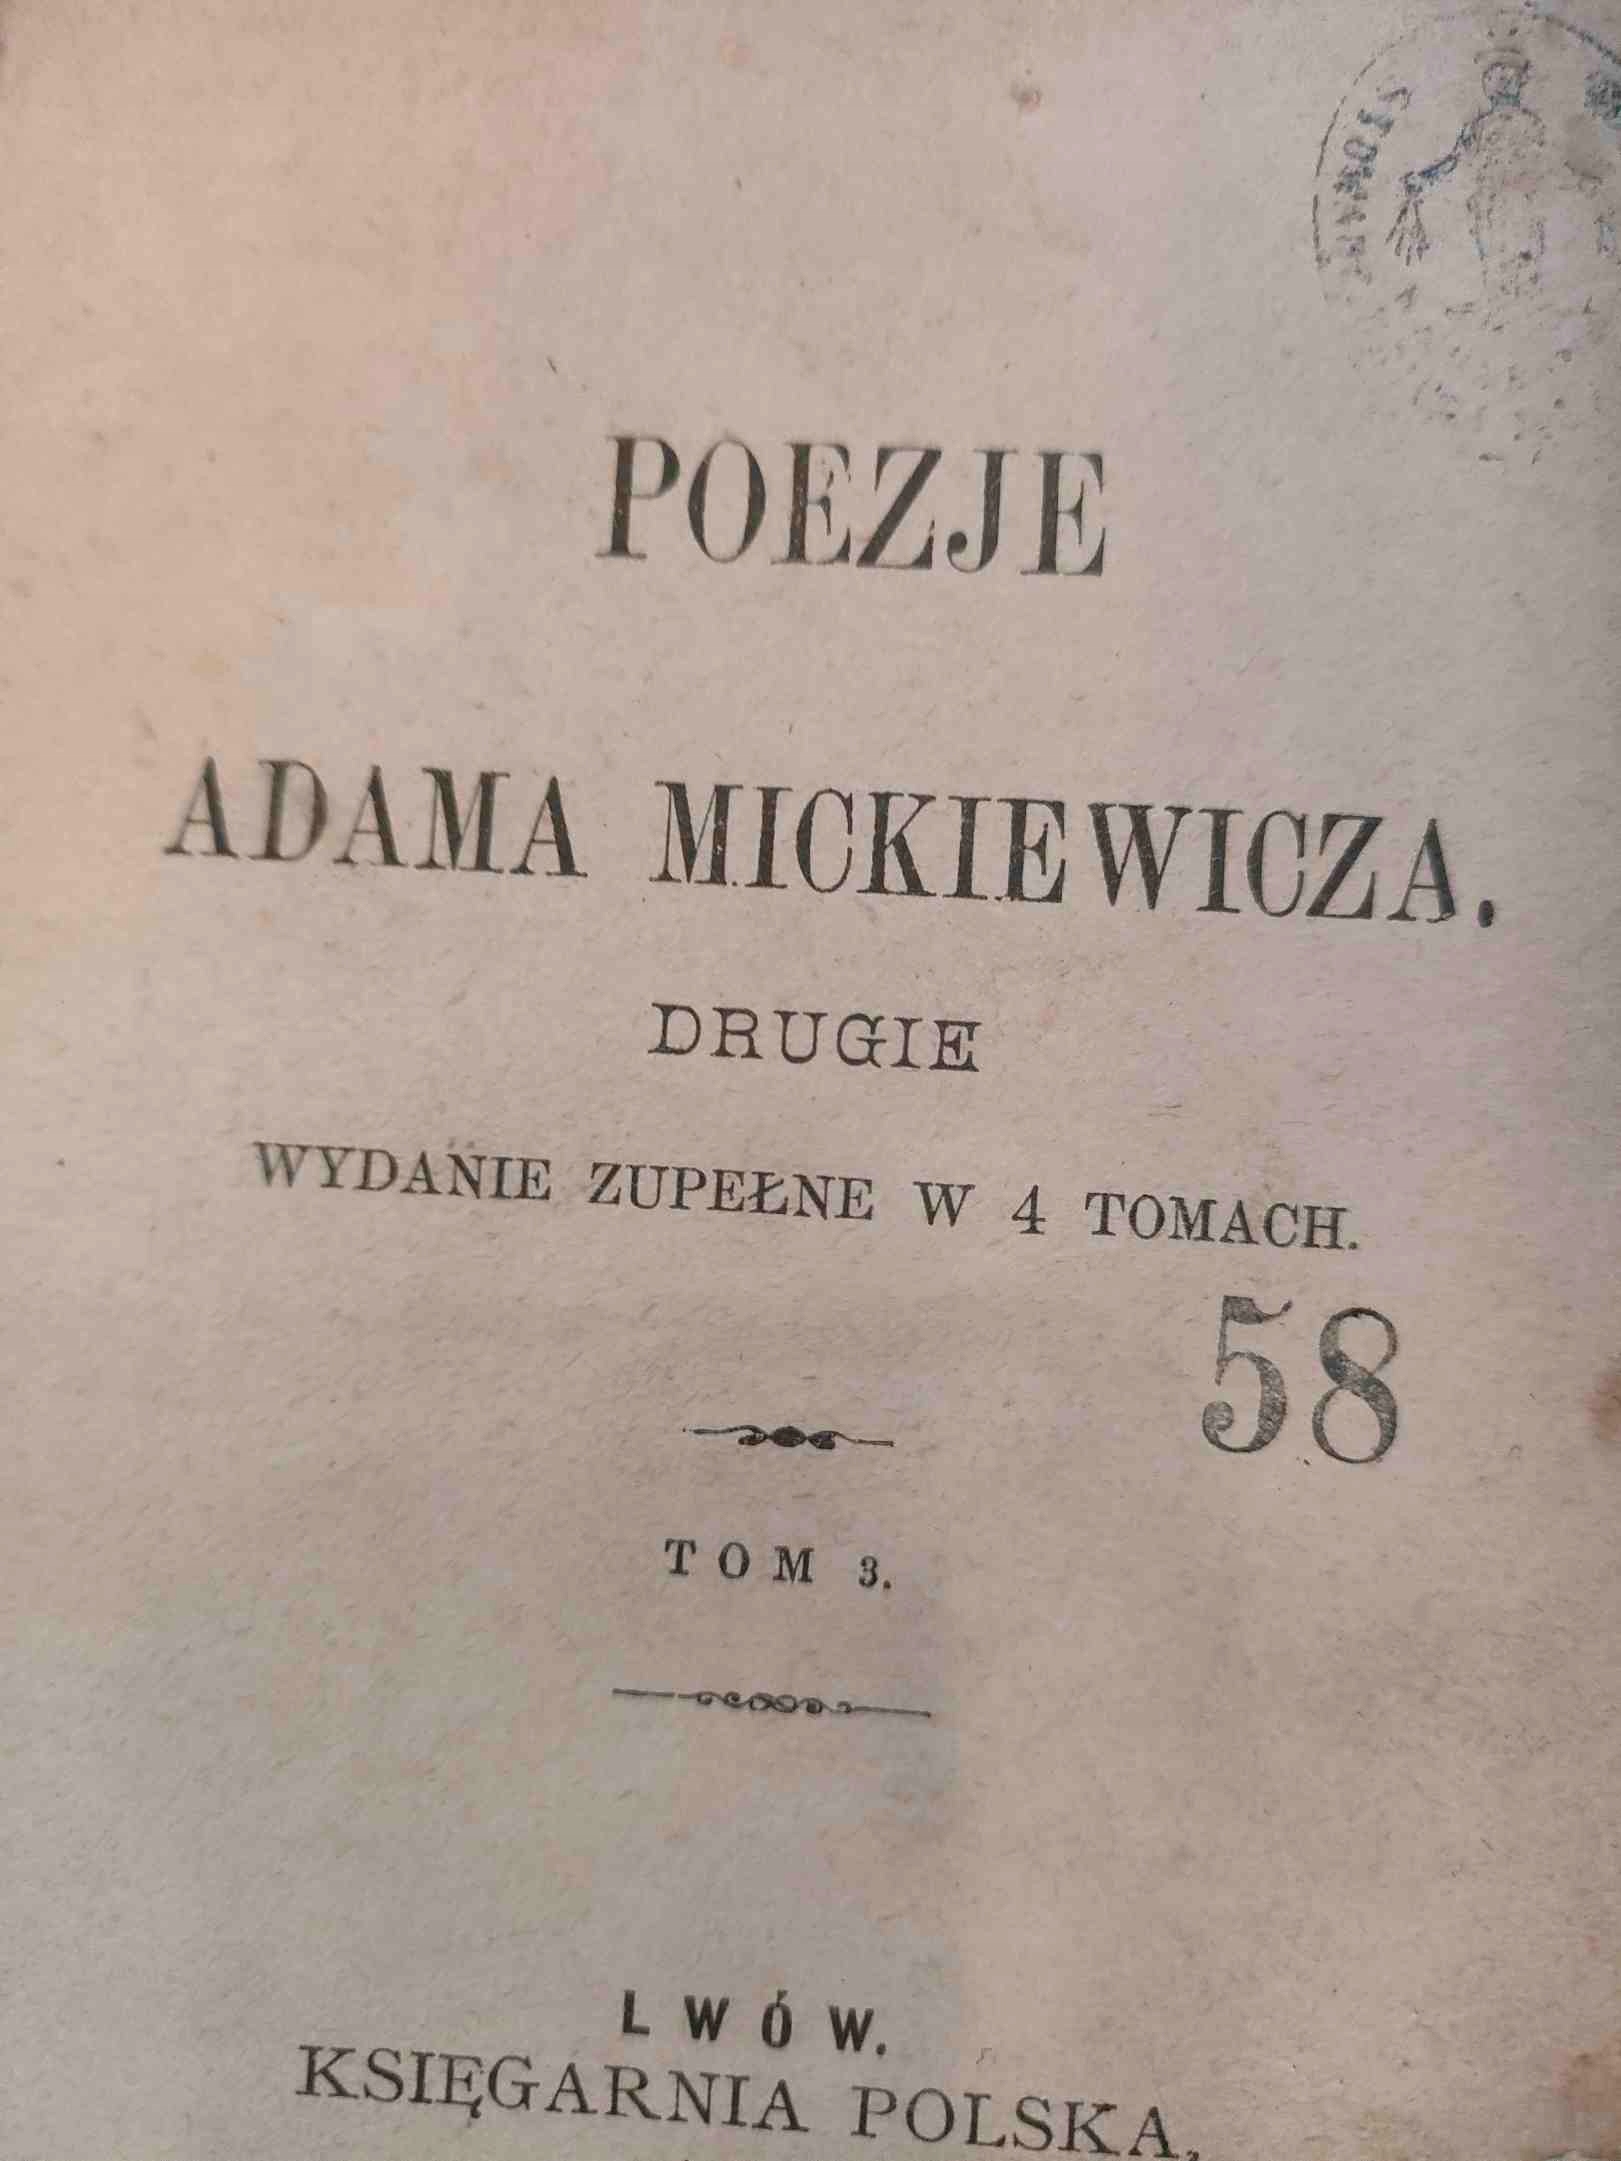 POEZJE
ADAMA MICKIEWICZA.
DRUGIE
WYDANIE ZUPEŁNE W 4 TOMACH.
58
TOM 3.
LWÓW.
KSIĘGARNIA POLSKA,